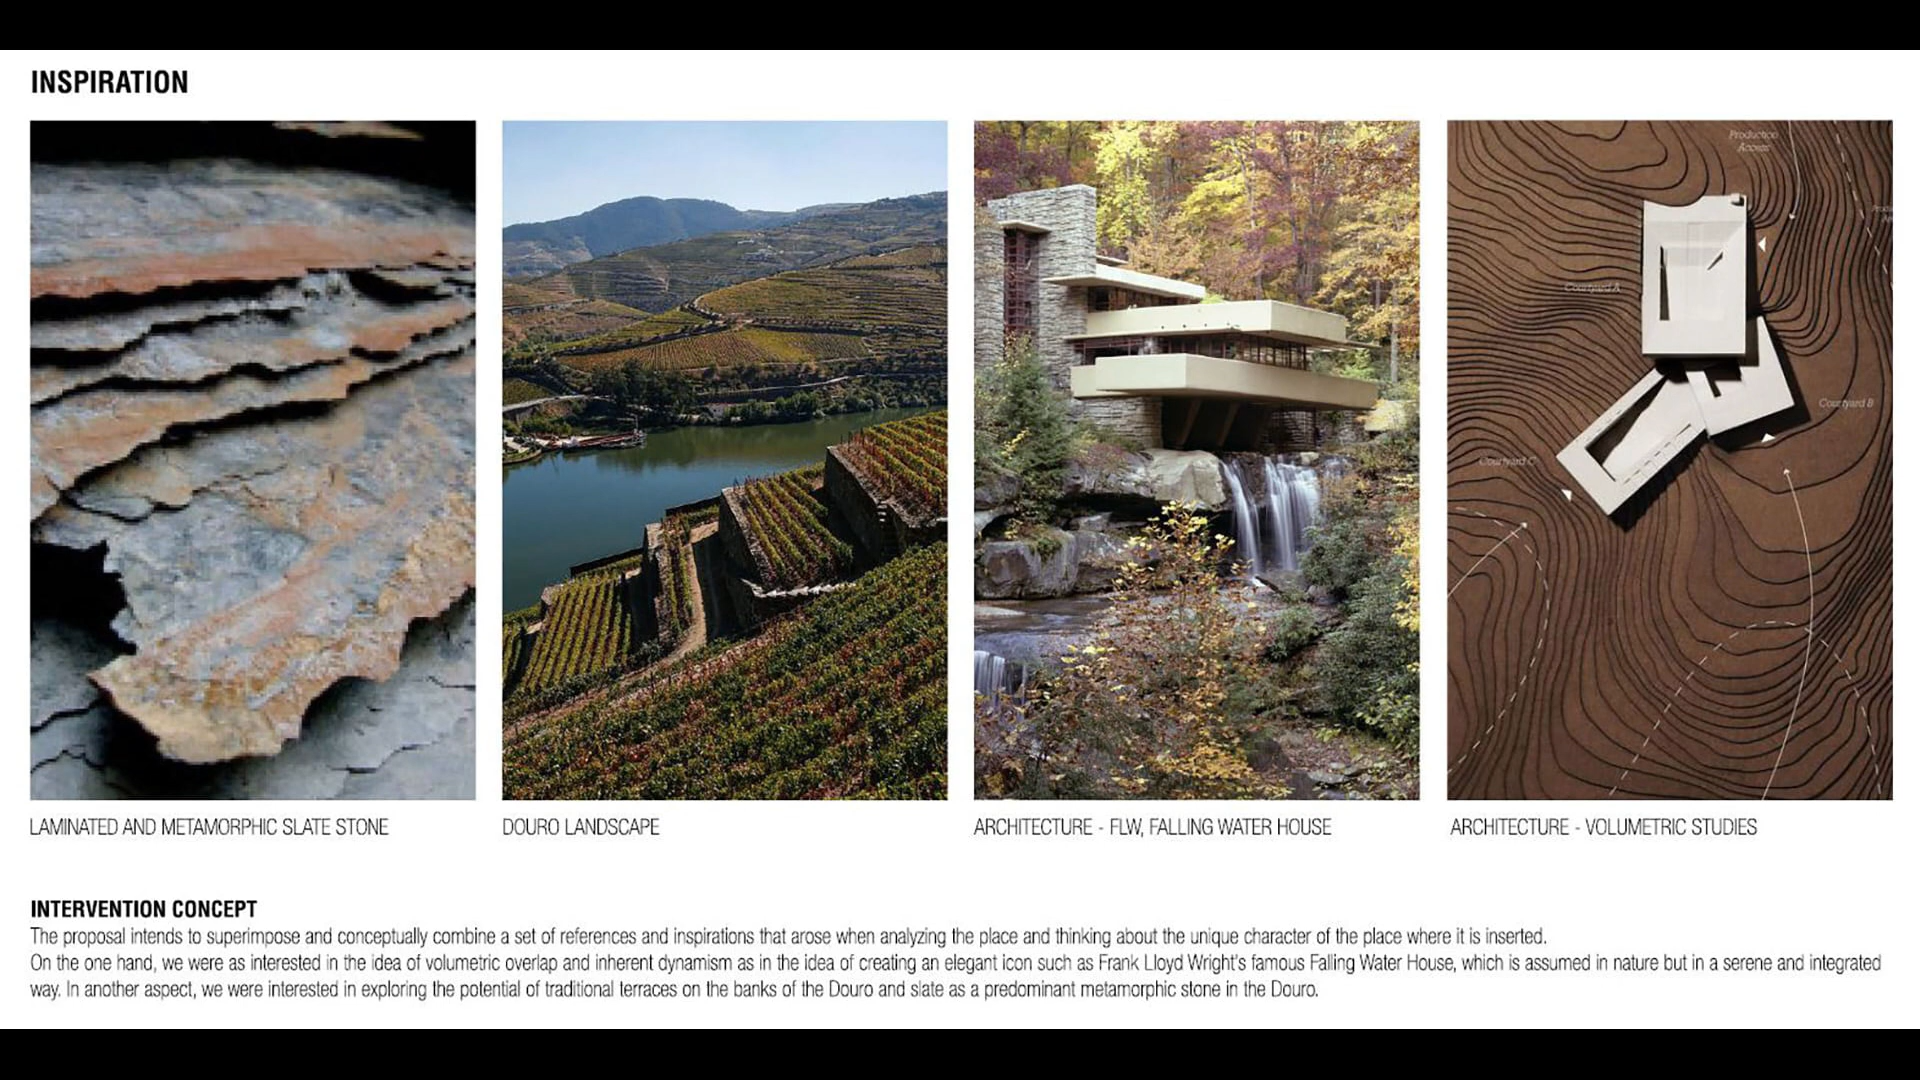 INSPIRATION
Production
Access
Courtyard A
Courtyard B
Courtyard C
LAMINATED AND METAMORPHIC SLATE STONE
DOURO LANDSCAPE
ARCHITECTURE - FLW, FALLING WATER HOUSE
ARCHITECTURE - VOLUMETRIC STUDIES
INTERVENTION CONCEPT
The proposal intends to superimpose and conceptually combine a set of references and inspirations that arose when analyzing the place and thinking about the unique character of the place where it is inserted.
On the one hand, we were as interested in the idea of volumetric overlap and inherent dynamism as in the idea of creating an elegant icon such as Frank Lloyd Wright's famous Falling Water House, which is assumed in nature but in a serene and integrated
way. In another aspect, we were interested in exploring the potential of traditional terraces on the banks of the Douro and slate as a predominant metamorphic stone in the Douro.